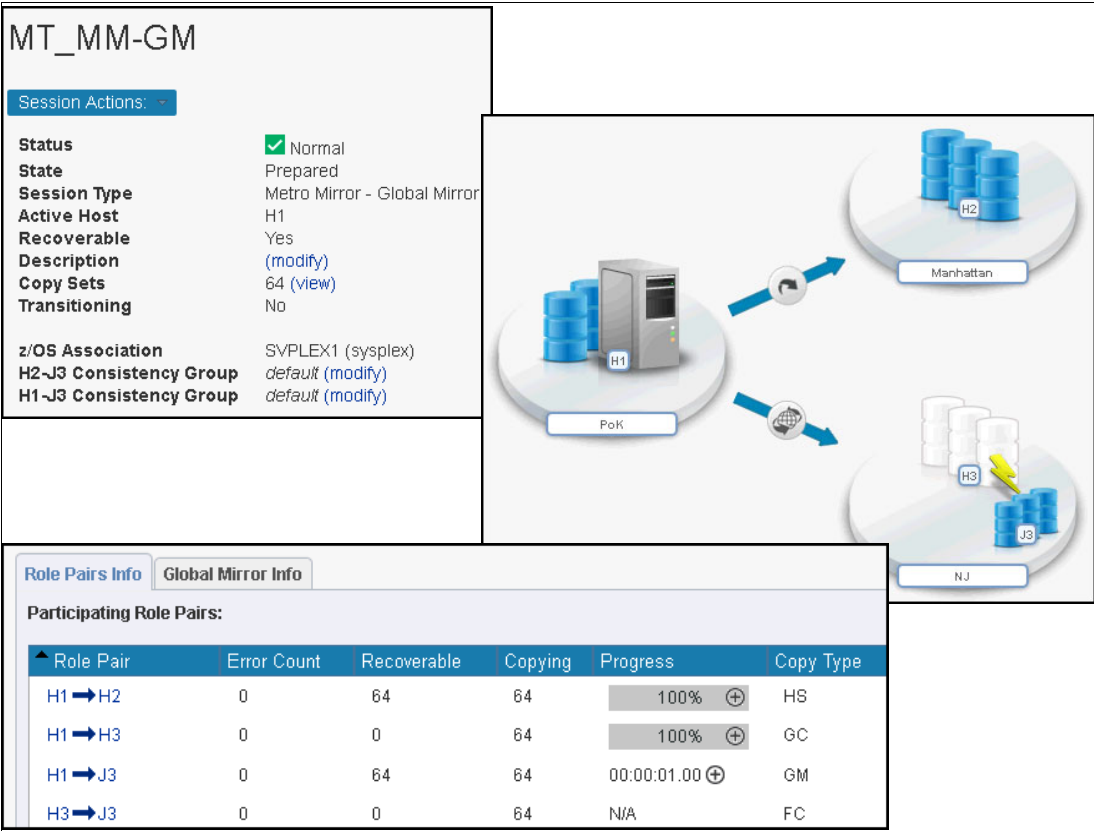 MT_MM-GM
Session Actions:
Status Normal
State Prepared
Session Type Metro Mirror - Global Mirror
Active Host H1
Recoverable Yes
Description (modify)
Copy Sets 64 (view)
Transitioning No
z/OS Association SVPLEX1 (sysplex)
H2-J3 Consistency Group default (modify)
H1-J3 Consistency Group default (modify)
H2
Manhattan
H1
PoK
H3
J3
NJ
Role Pairs Info Global Mirror Info
Participating Role Pairs:
Role Pair Error Count Recoverable Copying Progress Copy Type
H1 H2 0 64 64 100% HS
H1 H3 0 0 64 100% GC
H1 J3 0 64 64 00:00:01.00 GM
H3 J3 0 0 64 N/A FC